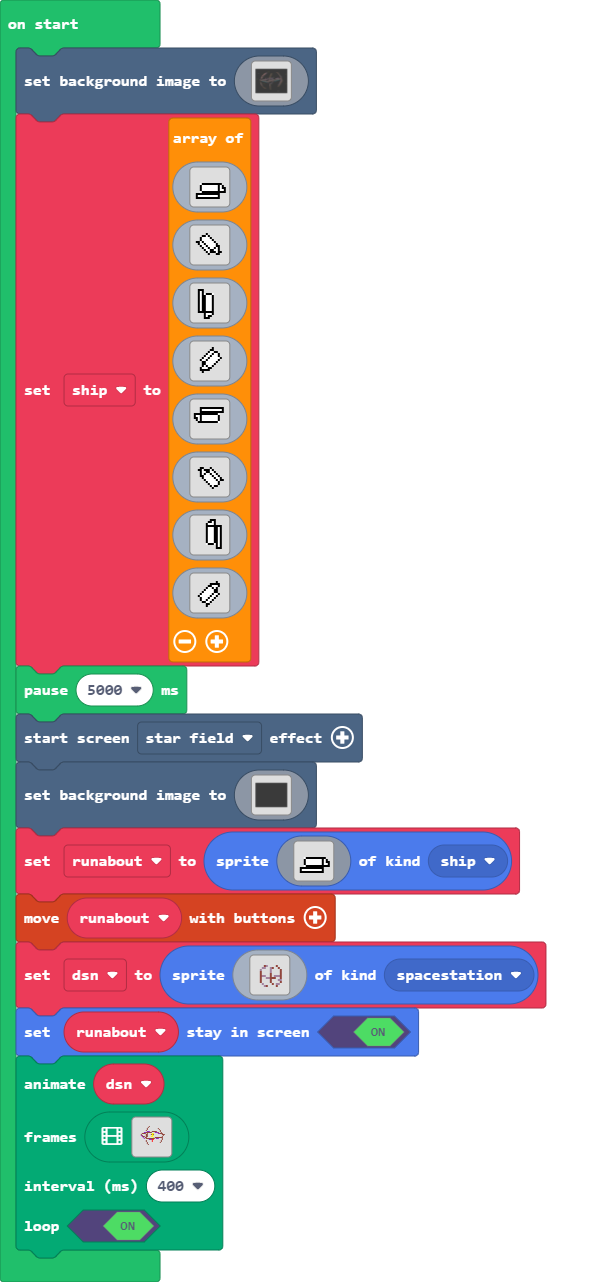 on start
set background image to
array of
set ship to
pause 5000 ms
start screen star field effect
set background image to
set runabout to sprite of kind ship
move runabout with buttons
set dsn to sprite of kind spacestation
set runabout stay in screen ON
animate dsn
frames
interval (ms) 400
loop ON